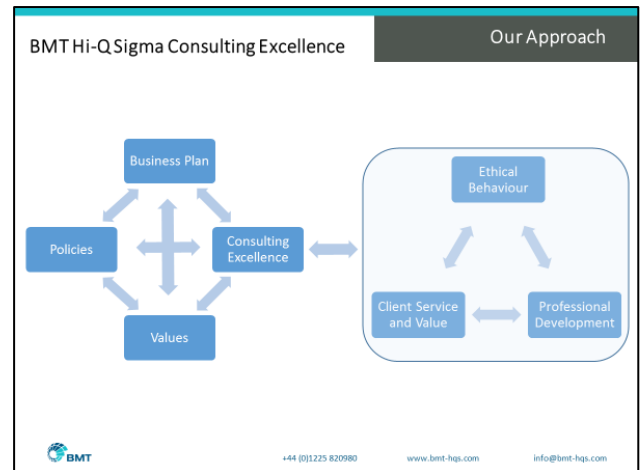 BMT Hi-Q Sigma Consulting Excellence
Our Approach
Business Plan
Policies
Consulting
Excellence
Values
Ethical
Behaviour
Client Service
and Value
Professional
Development
BMT
+44 (0)1225 820980
www.bmt-hqs.com
info@bmt-hqs.com